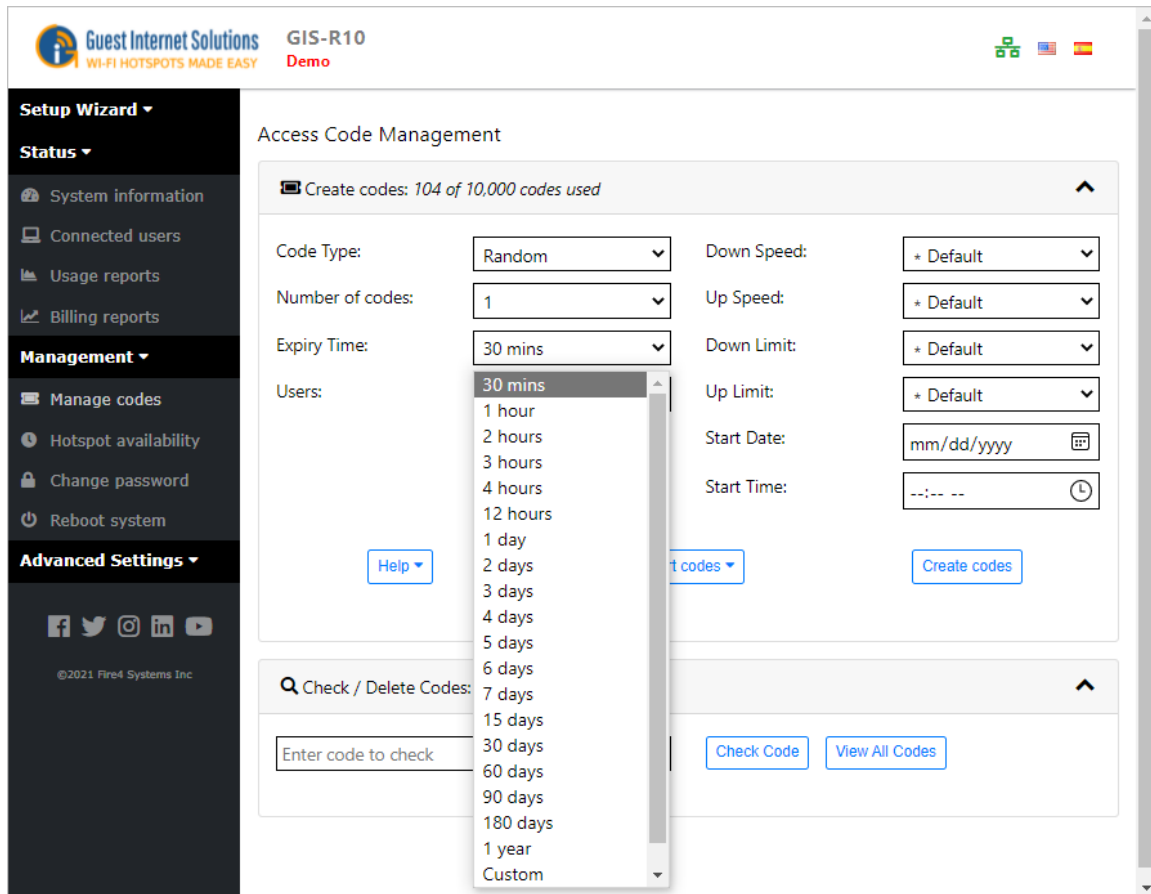 Guest Internet Solutions
WI-FI HOTSPOTS MADE EASY
GIS-R10
Demo
Setup Wizard
Status
System information
Connected users
Usage reports
Billing reports
Management
Manage codes
Hotspot availability
Change password
Reboot system
Advanced Settings
©2021 Fire4 Systems Inc
Access Code Management
Create codes: 104 of 10,000 codes used
Code Type:
Random
Number of codes:
1
Expiry Time:
30 mins
Users:
30 mins
1 hour
2 hours
3 hours
4 hours
12 hours
1 day
2 days
3 days
4 days
5 days
6 days
7 days
15 days
30 days
60 days
90 days
180 days
1 year
Custom
Down Speed:
* Default
Up Speed:
* Default
Down Limit:
* Default
Up Limit:
* Default
Start Date:
mm/dd/yyyy
Start Time:
--:-- --
Help
t codes
Create codes
Check / Delete Codes:
Enter code to check
Check Code
View All Codes